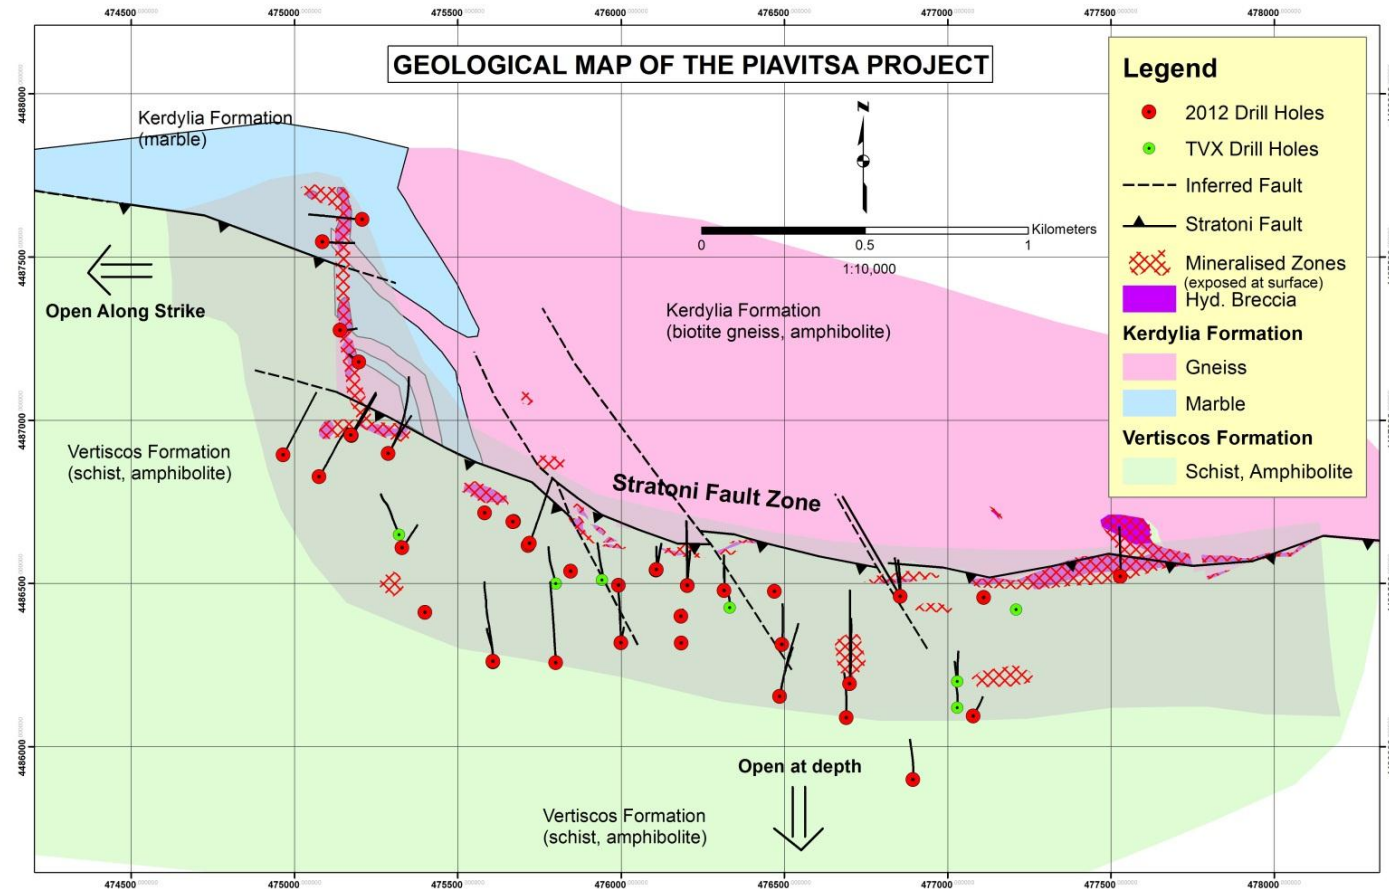 475000
475500
476000
476500
477000
477500
478000
GEOLOGICAL MAP OF THE PIAVITSA PROJECT
Legend
2012 Drill Holes
TVX Drill Holes
Inferred Fault
Stratoni Fault
Mineralised Zones
(exposed at surface)
Hyd. Breccia
Kerdylia Formation
Gneiss
Marble
Vertiscos Formation
Schist, Amphibolite
4488000
Kerdylia Formation
(marble)
N
Kilometers
0
0.5
1
1:10,000
4487500
Open Along Strike
Kerdylia Formation
(biotite gneiss, amphibolite)
4487000
Vertiscos Formation
(schist, amphibolite)
Stratoni Fault Zone
4486500
4486000
Open at depth
Vertiscos Formation
(schist, amphibolite)
474500
475000
475500
476000
476500
477000
477500
478000